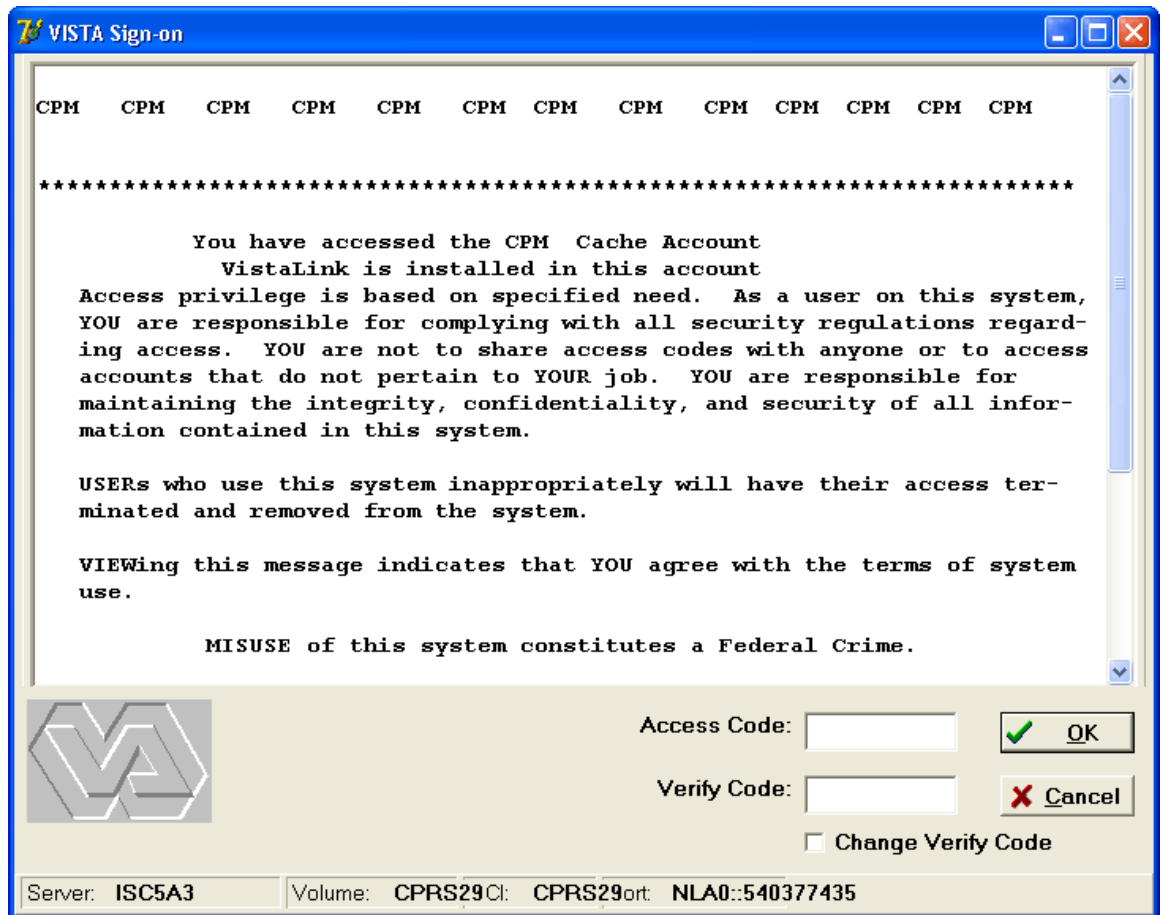 VISTA Sign-on
CPM CPM CPM CPM CPM CPM CPM CPM CPM CPM CPM CPM CPM
*************************************************************************
You have accessed the CPM  Cache Account
VistaLink is installed in this account
Access privilege is based on specified need.  As a user on this system,
YOU are responsible for complying with all security regulations regard-
ing access.  YOU are not to share access codes with anyone or to access
accounts that do not pertain to YOUR job.  YOU are responsible for
maintaining the integrity, confidentiality, and security of all infor-
mation contained in this system.
USERs who use this system inappropriately will have their access ter-
minated and removed from the system.
VIEWing this message indicates that YOU agree with the terms of system
use.
MISUSE of this system constitutes a Federal Crime.
Access Code:
OK
Verify Code:
Cancel
Change Verify Code
Server: ISC5A3 Volume: CPRS29 CI: CPRS29 ort: NLA0::540377435